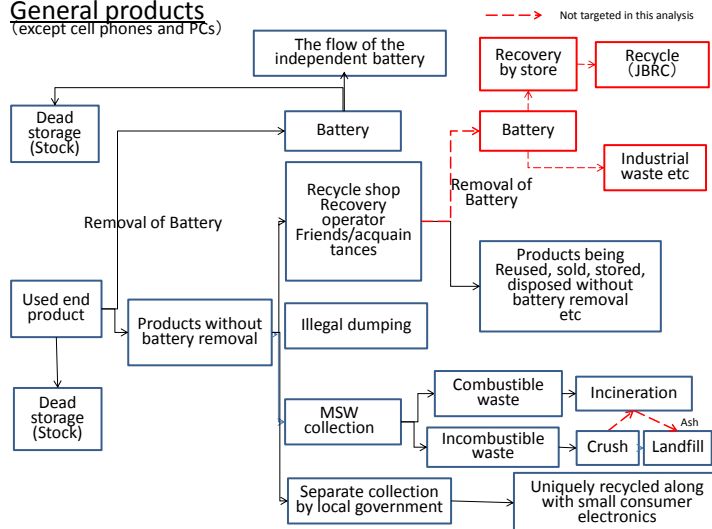 General products
（except cell phones and PCs）
Not targeted in this analysis
The flow of the
independent battery
Recovery
by store
Recycle
（JBRC）
Dead
storage
(Stock)
Battery
Battery
Industrial
waste etc
Removal of
Battery
Recycle shop
Recovery
operator
Friends/acquain
tances
Removal of Battery
Products being
Reused, sold, stored,
disposed without
battery removal
etc
Used end
product
Products without
battery removal
Illegal dumping
Dead
storage
(Stock)
MSW
collection
Combustible
waste
Incineration
Ash
Incombustible
waste
Crush
Landfill
Separate collection
by local government
Uniquely recycled along
with small consumer
electronics